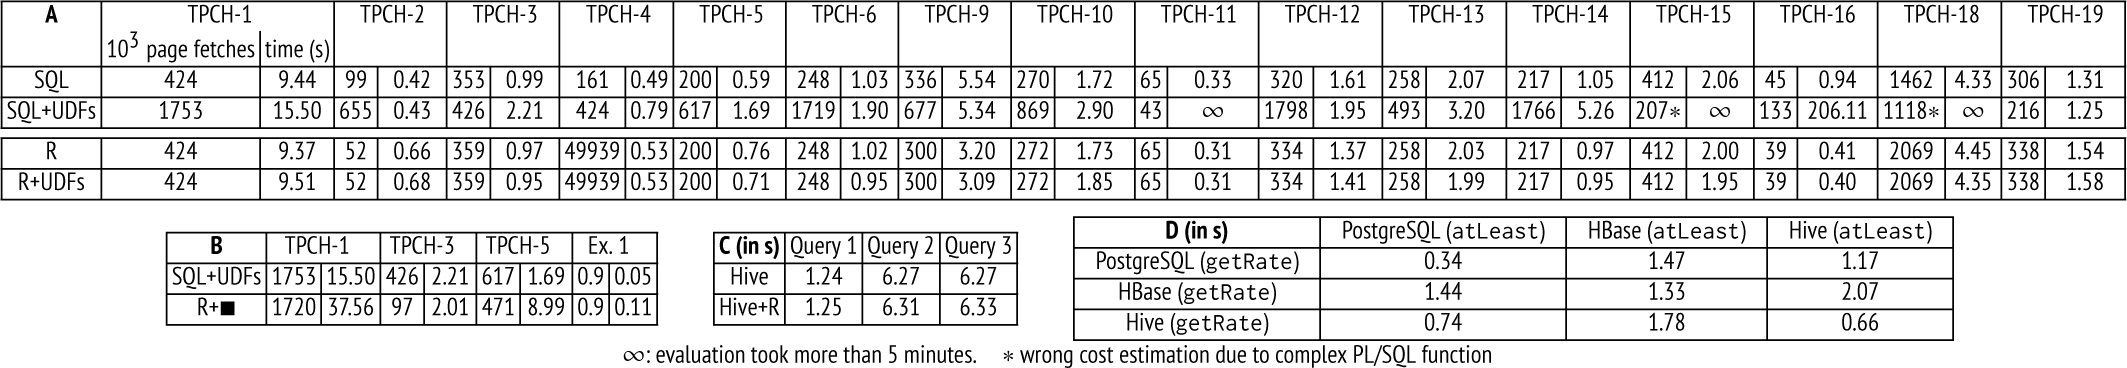 A TPCH-1 TPCH-2 TPCH-3 TPCH-4 TPCH-5 TPCH-6 TPCH-9 TPCH-10 TPCH-11 TPCH-12 TPCH-13 TPCH-14 TPCH-15 TPCH-16 TPCH-18 TPCH-19
10³ page fetches time (s)
SQL 424 9.44 99 0.42 353 0.99 161 0.49 200 0.59 248 1.03 336 5.54 270 1.72 65 0.33 320 1.61 258 2.07 217 1.05 412 2.06 45 0.94 1462 4.33 306 1.31
SQL+UDFs 1753 15.50 655 0.43 426 2.21 424 0.79 617 1.69 1719 1.90 677 5.34 869 2.90 43 ∞ 1798 1.95 493 3.20 1766 5.26 207* ∞ 133 206.11 1118* ∞ 216 1.25
R 424 9.37 52 0.66 359 0.97 49939 0.53 200 0.76 248 1.02 300 3.20 272 1.73 65 0.31 334 1.37 258 2.03 217 0.97 412 2.00 39 0.41 2069 4.45 338 1.54
R+UDFs 424 9.51 52 0.68 359 0.95 49939 0.53 200 0.71 248 0.95 300 3.09 272 1.85 65 0.31 334 1.41 258 1.99 217 0.95 412 1.95 39 0.40 2069 4.35 338 1.58
B TPCH-1 TPCH-3 TPCH-5 Ex. 1
SQL+UDFs 1753 15.50 426 2.21 617 1.69 0.9 0.05
R+■ 1720 37.56 97 2.01 471 8.99 0.9 0.11
C (in s) Query 1 Query 2 Query 3
Hive 1.24 6.27 6.27
Hive+R 1.25 6.31 6.33
D (in s) PostgreSQL (atLeast) HBase (atLeast) Hive (atLeast)
PostgreSQL (getRate) 0.34 1.47 1.17
HBase (getRate) 1.44 1.33 2.07
Hive (getRate) 0.74 1.78 0.66
∞: evaluation took more than 5 minutes. * wrong cost estimation due to complex PL/SQL function